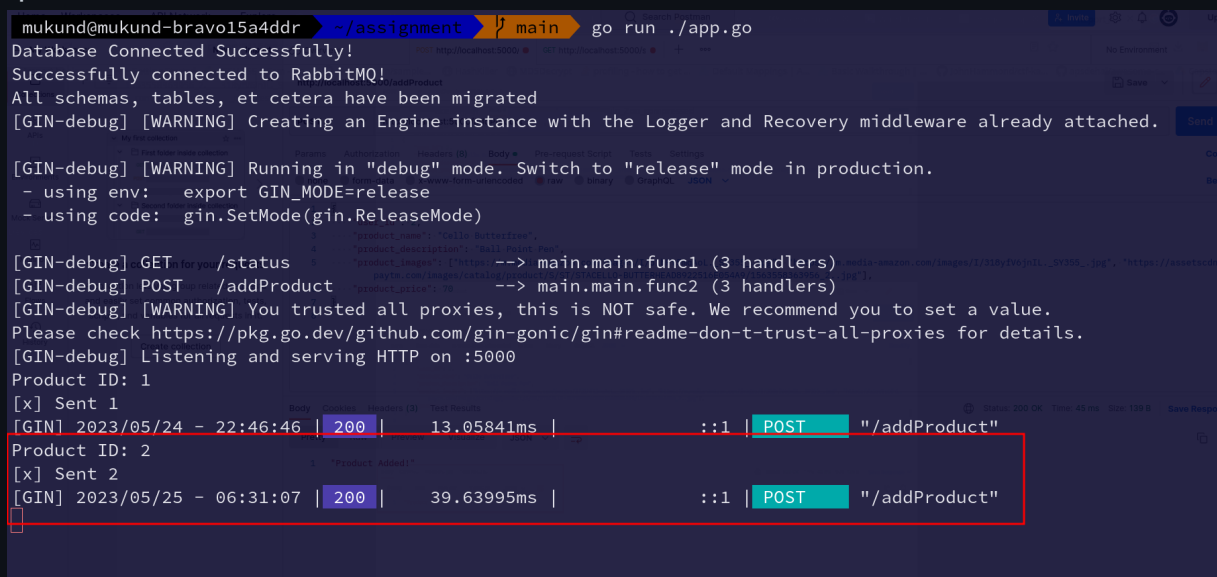 mukund@mukund-bravo15a4ddr ~/assignment main go run ./app.go
Database Connected Successfully!
Successfully connected to RabbitMQ!
All schemas, tables, et cetera have been migrated
[GIN-debug] [WARNING] Creating an Engine instance with the Logger and Recovery middleware already attached.
[GIN-debug] [WARNING] Running in "debug" mode. Switch to "release" mode in production.
- using env:   export GIN_MODE=release
- using code:  gin.SetMode(gin.ReleaseMode)
[GIN-debug] GET    /status                   --> main.main.func1 (3 handlers)
[GIN-debug] POST   /addProduct               --> main.main.func2 (3 handlers)
[GIN-debug] [WARNING] You trusted all proxies, this is NOT safe. We recommend you to set a value.
Please check https://pkg.go.dev/github.com/gin-gonic/gin#readme-don-t-trust-all-proxies for details.
[GIN-debug] Listening and serving HTTP on :5000
Product ID: 1
[x] Sent 1
[GIN] 2023/05/24 - 22:46:46 | 200 |    13.05841ms |             ::1 | POST     "/addProduct"
Product ID: 2
[x] Sent 2
[GIN] 2023/05/25 - 06:31:07 | 200 |    39.63995ms |             ::1 | POST     "/addProduct"